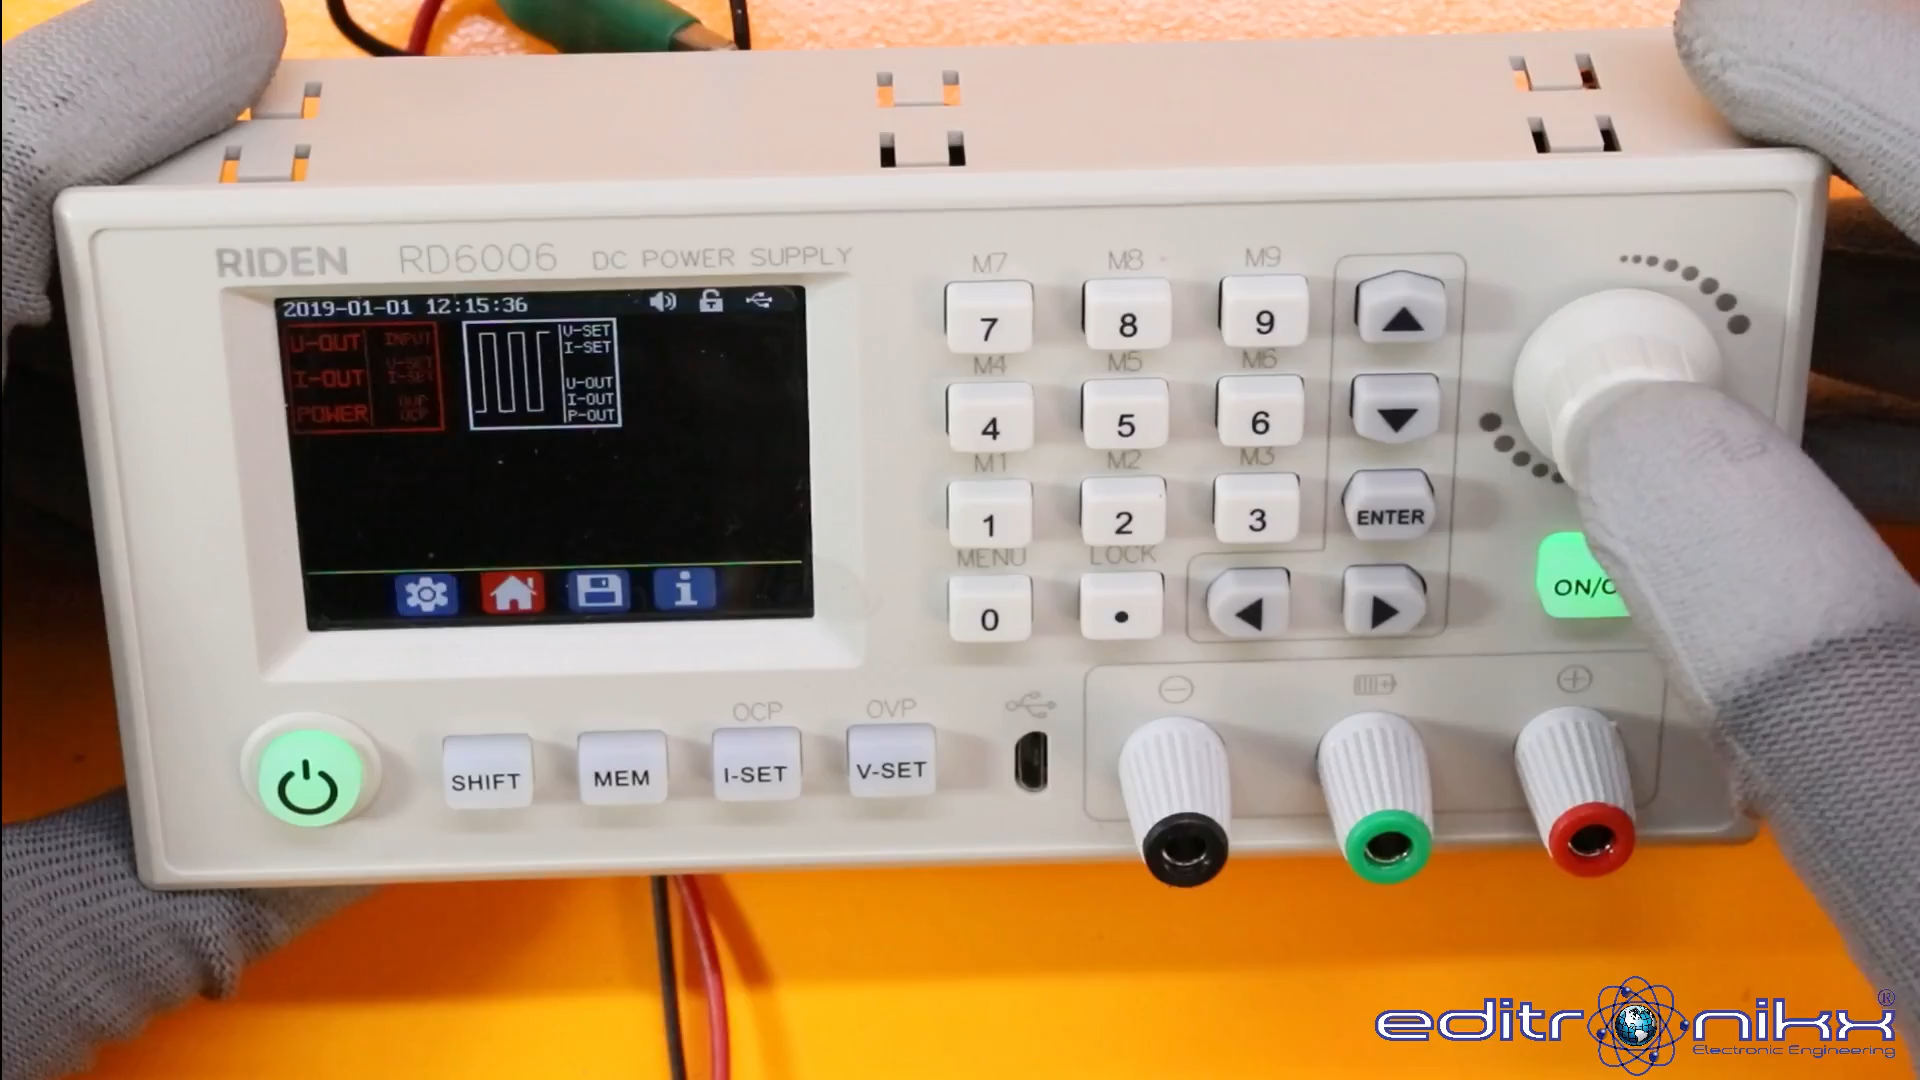 RIDEN RD6006 DC POWER SUPPLY
2019-01-01 12:15:36
U-OUT INPUT
V-SET
I-OUT I-SET
OVP
POWER OCP
V-SET
I-SET
U-OUT
I-OUT
P-OUT
M7 M8 M9
7 8 9
M4 M5 M6
4 5 6
M1 M2 M3
1 2 3
ENTER
MENU LOCK
0 .
ON/O
OCP OVP
SHIFT MEM I-SET V-SET
editronikx®
Electronic Engineering